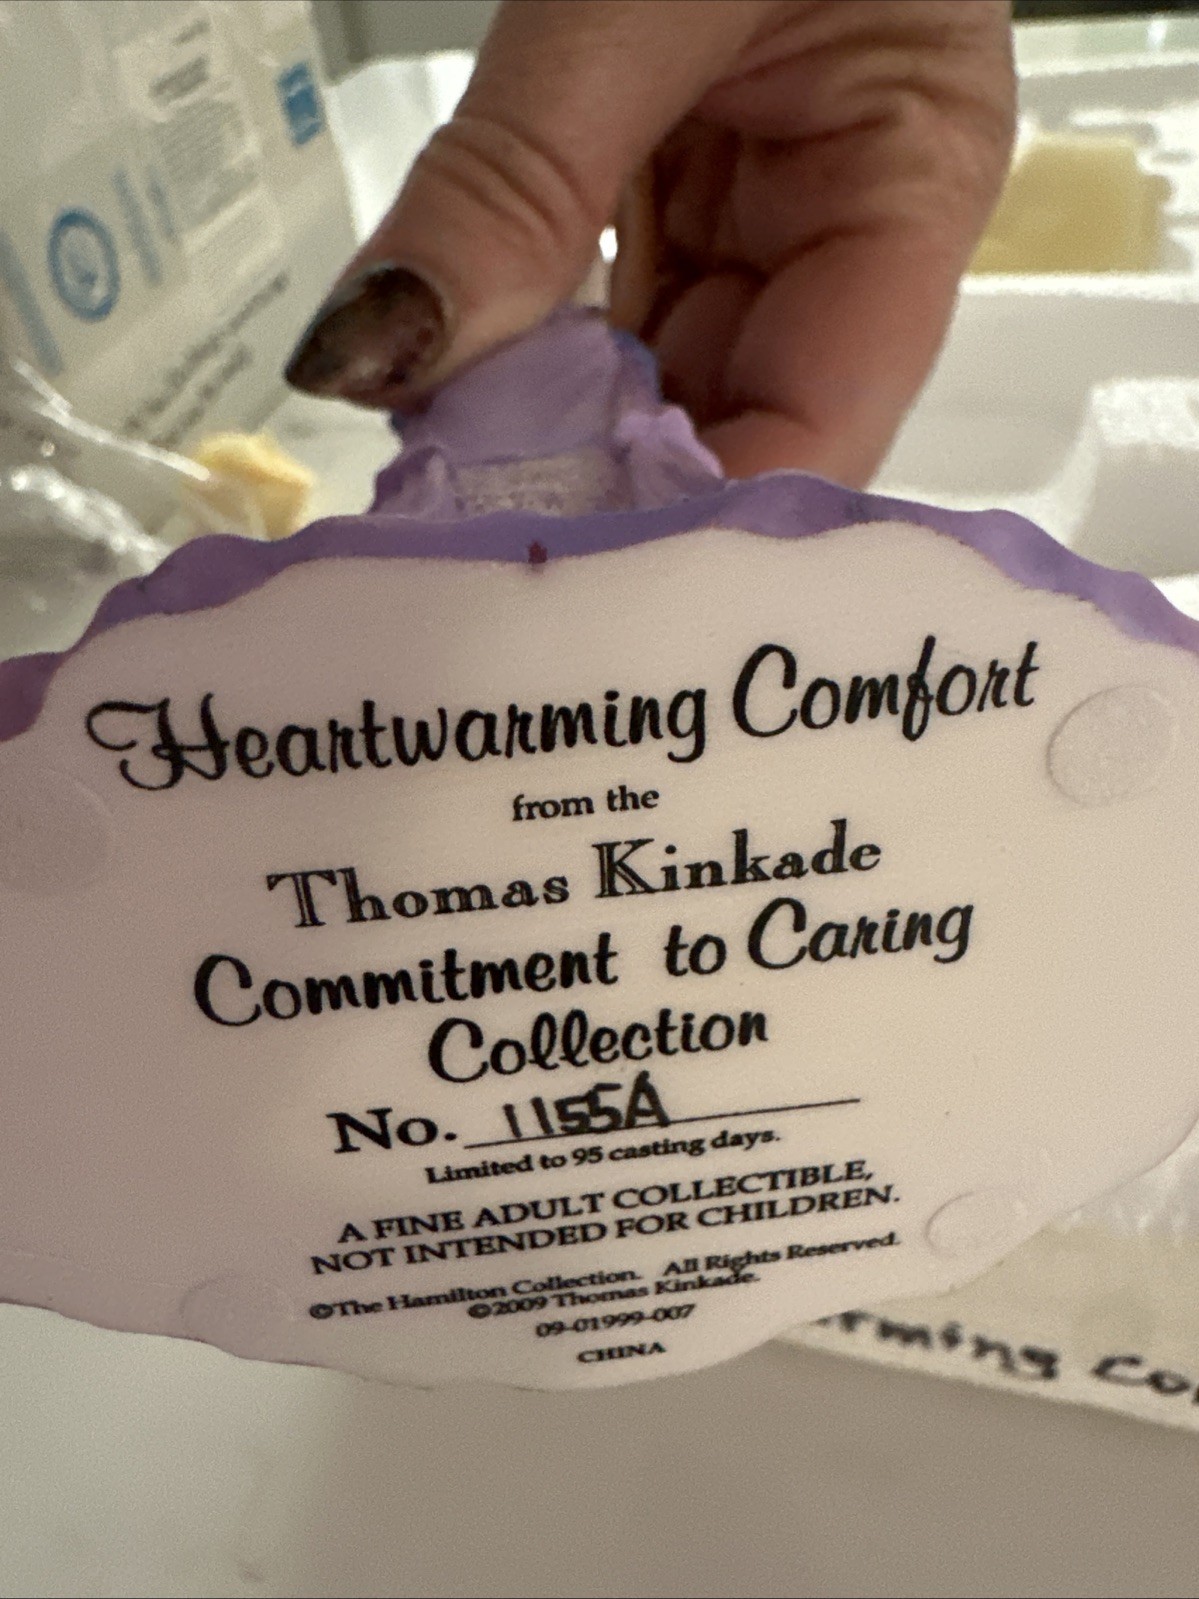 Heartwarming Comfort
from the
Thomas Kinkade
Commitment to Caring
Collection
No. 1155A
Limited to 95 casting days.
A FINE ADULT COLLECTIBLE,
NOT INTENDED FOR CHILDREN.
©The Hamilton Collection. All Rights Reserved.
©2009 Thomas Kinkade.
09-01999-007
CHINA